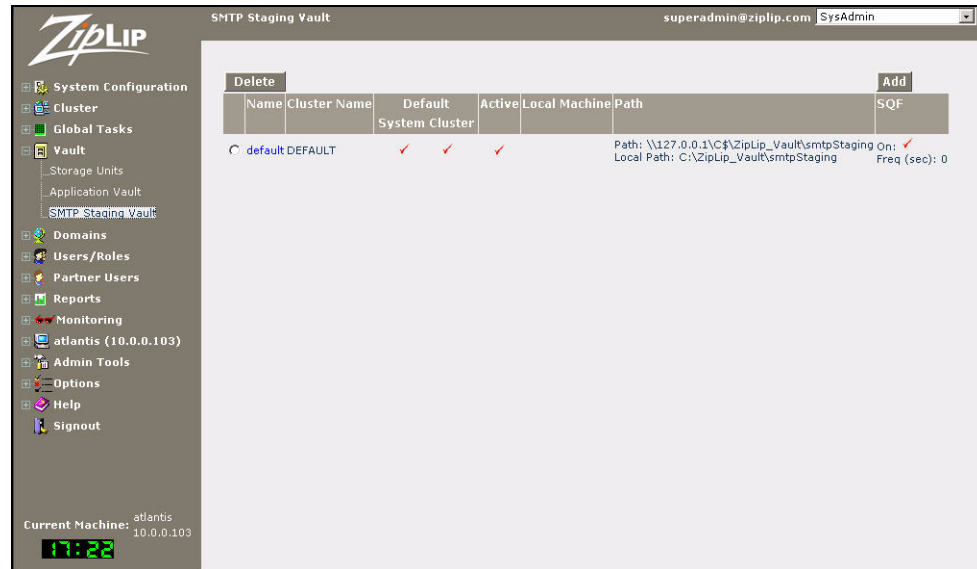 ZipLip
SMTP Staging Vault
superadmin@ziplip.com SysAdmin
System Configuration
Cluster
Global Tasks
Vault
Storage Units
Application Vault
SMTP Staging Vault
Domains
Users/Roles
Partner Users
Reports
Monitoring
atlantis (10.0.0.103)
Admin Tools
Options
Help
Signout
Current Machine: atlantis
10.0.0.103
17:22
Delete
Add
Name Cluster Name Default Active Local Machine Path SQF
System Cluster
default DEFAULT Path: \\127.0.0.1\C$\ZipLip_Vault\smtpStaging On:
Local Path: C:\ZipLip_Vault\smtpStaging Freq (sec): 0